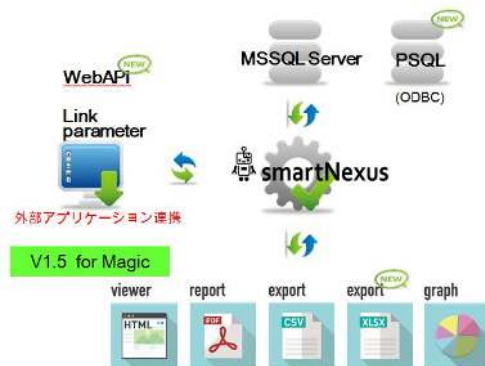 NEW
WebAPi
Link
parameter
外部アプリケーション連携
MSSQL Server
NEW
PSQL
(ODBC)
smartNexus
V1.5 for Magic
viewer
report
export
export
NEW
graph
HTML
PDF
CSV
XLSX